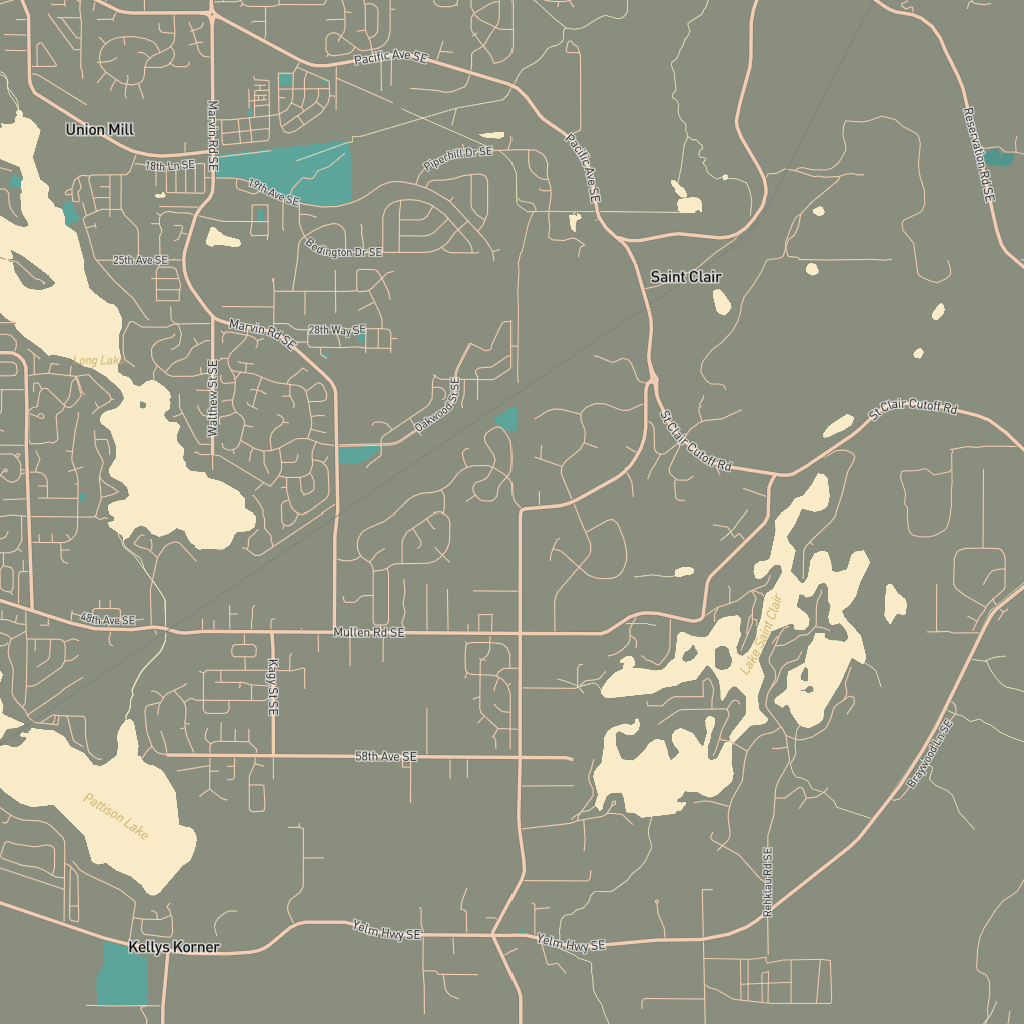 Pacific Ave SE
Marvin Rd SE
Union Mill
Reservation Rd SE
Pacific Ave SE
Piperhill Dr SE
18th Ln SE
19th Ave SE
Bedington Dr SE
25th Ave SE
Saint Clair
28th Way SE
Marvin Rd SE
Long Lake
Walthew St SE
Oakwood St SE
St Clair Cutoff Rd
St Clair Cutoff Rd
48th Ave SE
Mullen Rd SE
Lake Saint Clair
Kagy St SE
58th Ave SE
Braywood Ln SE
Pattison Lake
Rehklau Rd SE
Yelm Hwy SE
Yelm Hwy SE
Kellys Korner